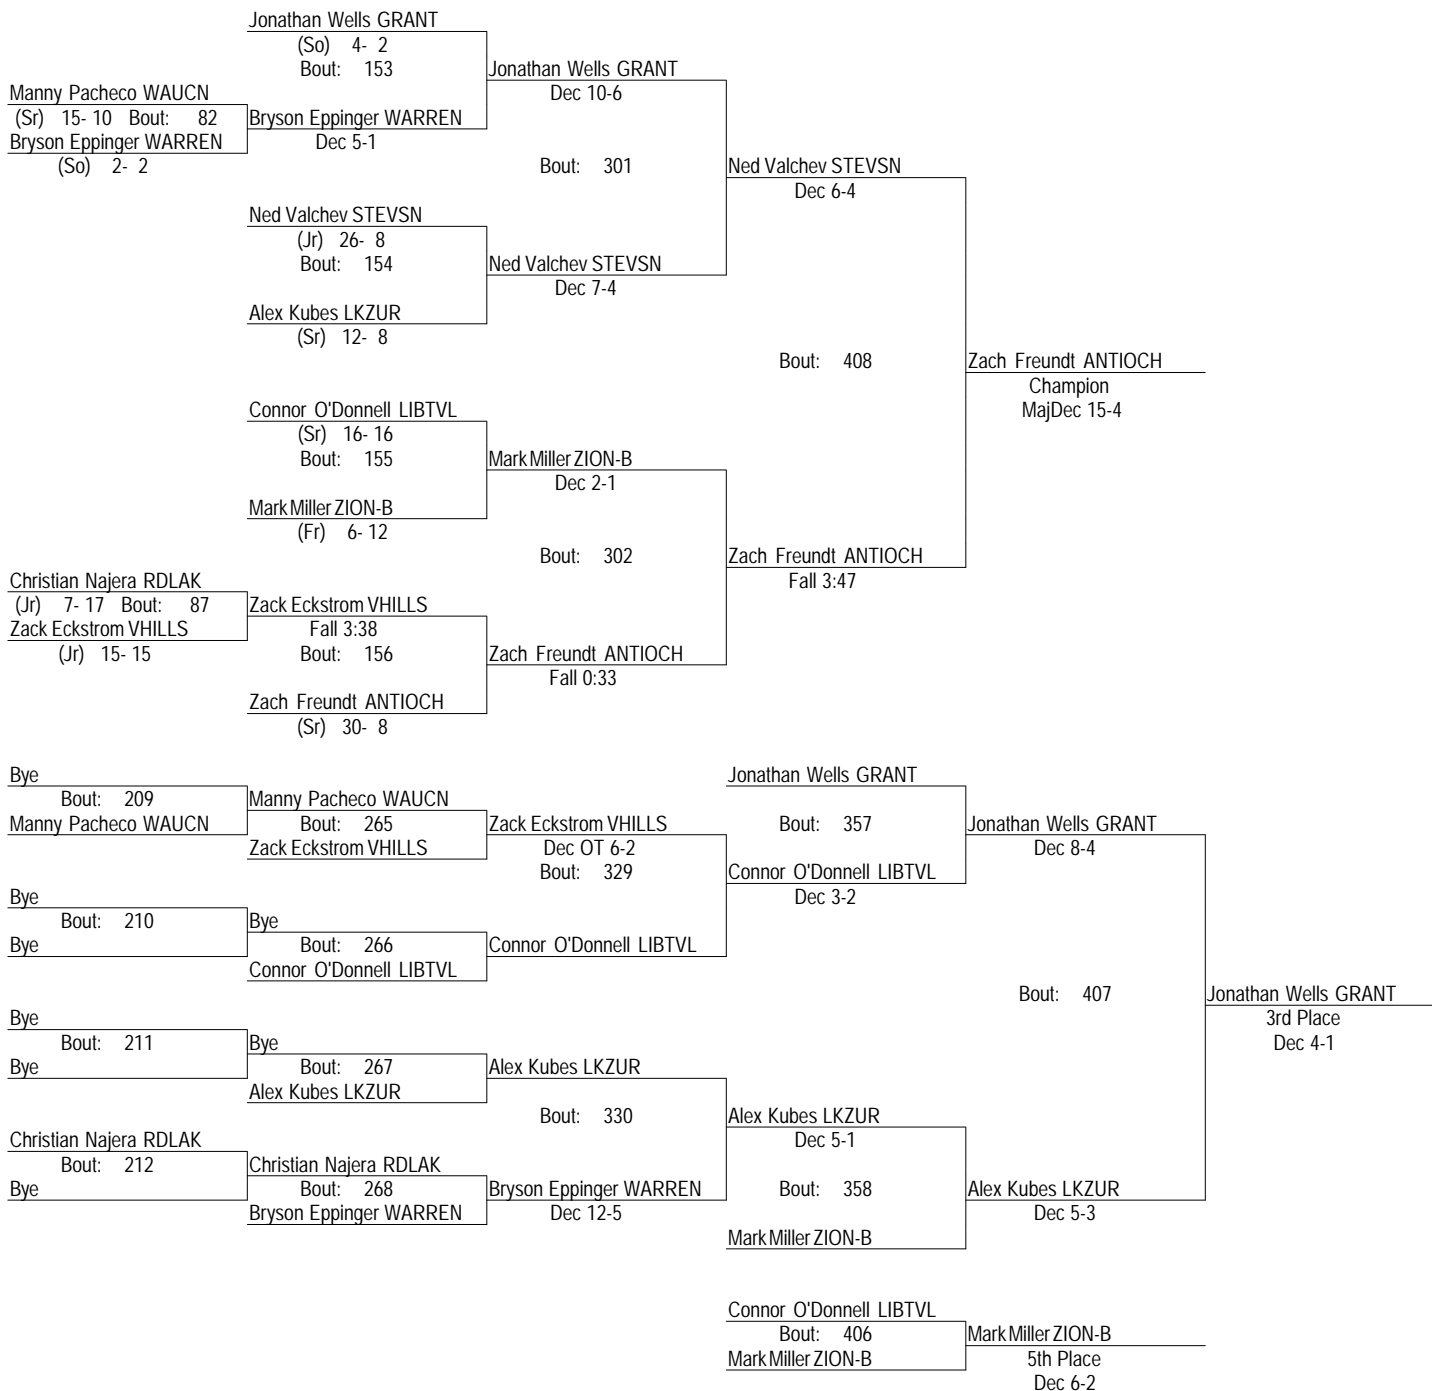 Jonathan Wells GRANT
(So) 4- 2
Bout: 153
Jonathan Wells GRANT
Dec 10-6
Manny Pacheco WAUCN
(Sr) 15- 10 Bout: 82
Bryson Eppinger WARREN
Bryson Eppinger WARREN
Dec 5-1
(So) 2- 2
Bout: 301
Ned Valchev STEVSN
Dec 6-4
Ned Valchev STEVSN
(Jr) 26- 8
Bout: 154
Ned Valchev STEVSN
Dec 7-4
Alex Kubes LKZUR
(Sr) 12- 8
Bout: 408
Zach Freundt ANTIOCH
Champion
MajDec 15-4
Connor O'Donnell LIBTVL
(Sr) 16- 16
Bout: 155
Mark Miller ZION-B
Dec 2-1
Mark Miller ZION-B
(Fr) 6- 12
Bout: 302
Zach Freundt ANTIOCH
Fall 3:47
Christian Najera RDLAK
(Jr) 7- 17 Bout: 87
Zack Eckstrom VHILLS
Zack Eckstrom VHILLS
Fall 3:38
(Jr) 15- 15
Bout: 156
Zach Freundt ANTIOCH
Fall 0:33
Zach Freundt ANTIOCH
(Sr) 30- 8
Bye
Bout: 209
Manny Pacheco WAUCN
Manny Pacheco WAUCN
Bout: 265
Zack Eckstrom VHILLS
Zack Eckstrom VHILLS
Dec OT 6-2
Bout: 329
Jonathan Wells GRANT
Bout: 357
Connor O'Donnell LIBTVL
Dec 3-2
Jonathan Wells GRANT
Dec 8-4
Bye
Bout: 210
Bye
Bye
Bout: 266
Connor O'Donnell LIBTVL
Connor O'Donnell LIBTVL
Bout: 407
Jonathan Wells GRANT
3rd Place
Dec 4-1
Bye
Bout: 211
Bye
Bye
Bout: 267
Alex Kubes LKZUR
Alex Kubes LKZUR
Bout: 330
Alex Kubes LKZUR
Dec 5-1
Christian Najera RDLAK
Bout: 212
Bye
Christian Najera RDLAK
Bout: 268
Bryson Eppinger WARREN
Bryson Eppinger WARREN
Dec 12-5
Bout: 358
Mark Miller ZION-B
Alex Kubes LKZUR
Dec 5-3
Connor O'Donnell LIBTVL
Bout: 406
Mark Miller ZION-B
Mark Miller ZION-B
5th Place
Dec 6-2